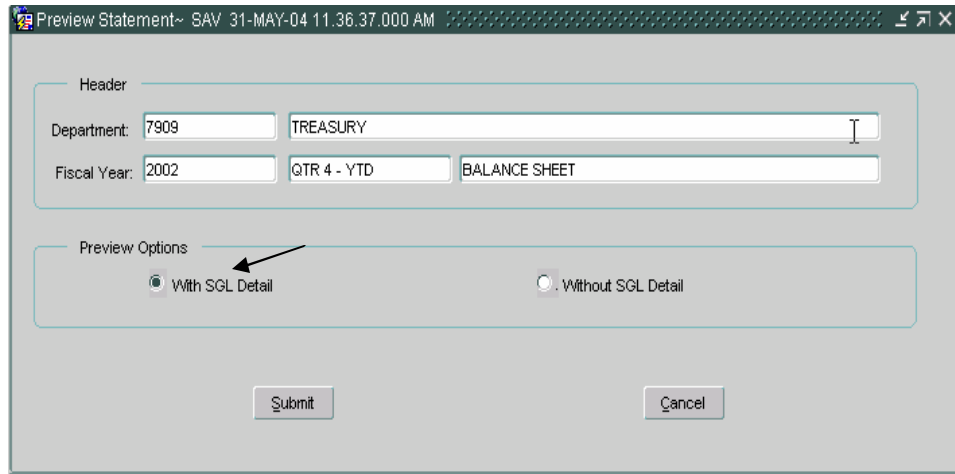 Preview Statement~ SAV 31-MAY-04 11.36.37.000 AM
Header
Department: 7909 TREASURY
Fiscal Year: 2002 QTR 4 - YTD BALANCE SHEET
Preview Options
With SGL Detail . Without SGL Detail
Submit Cancel